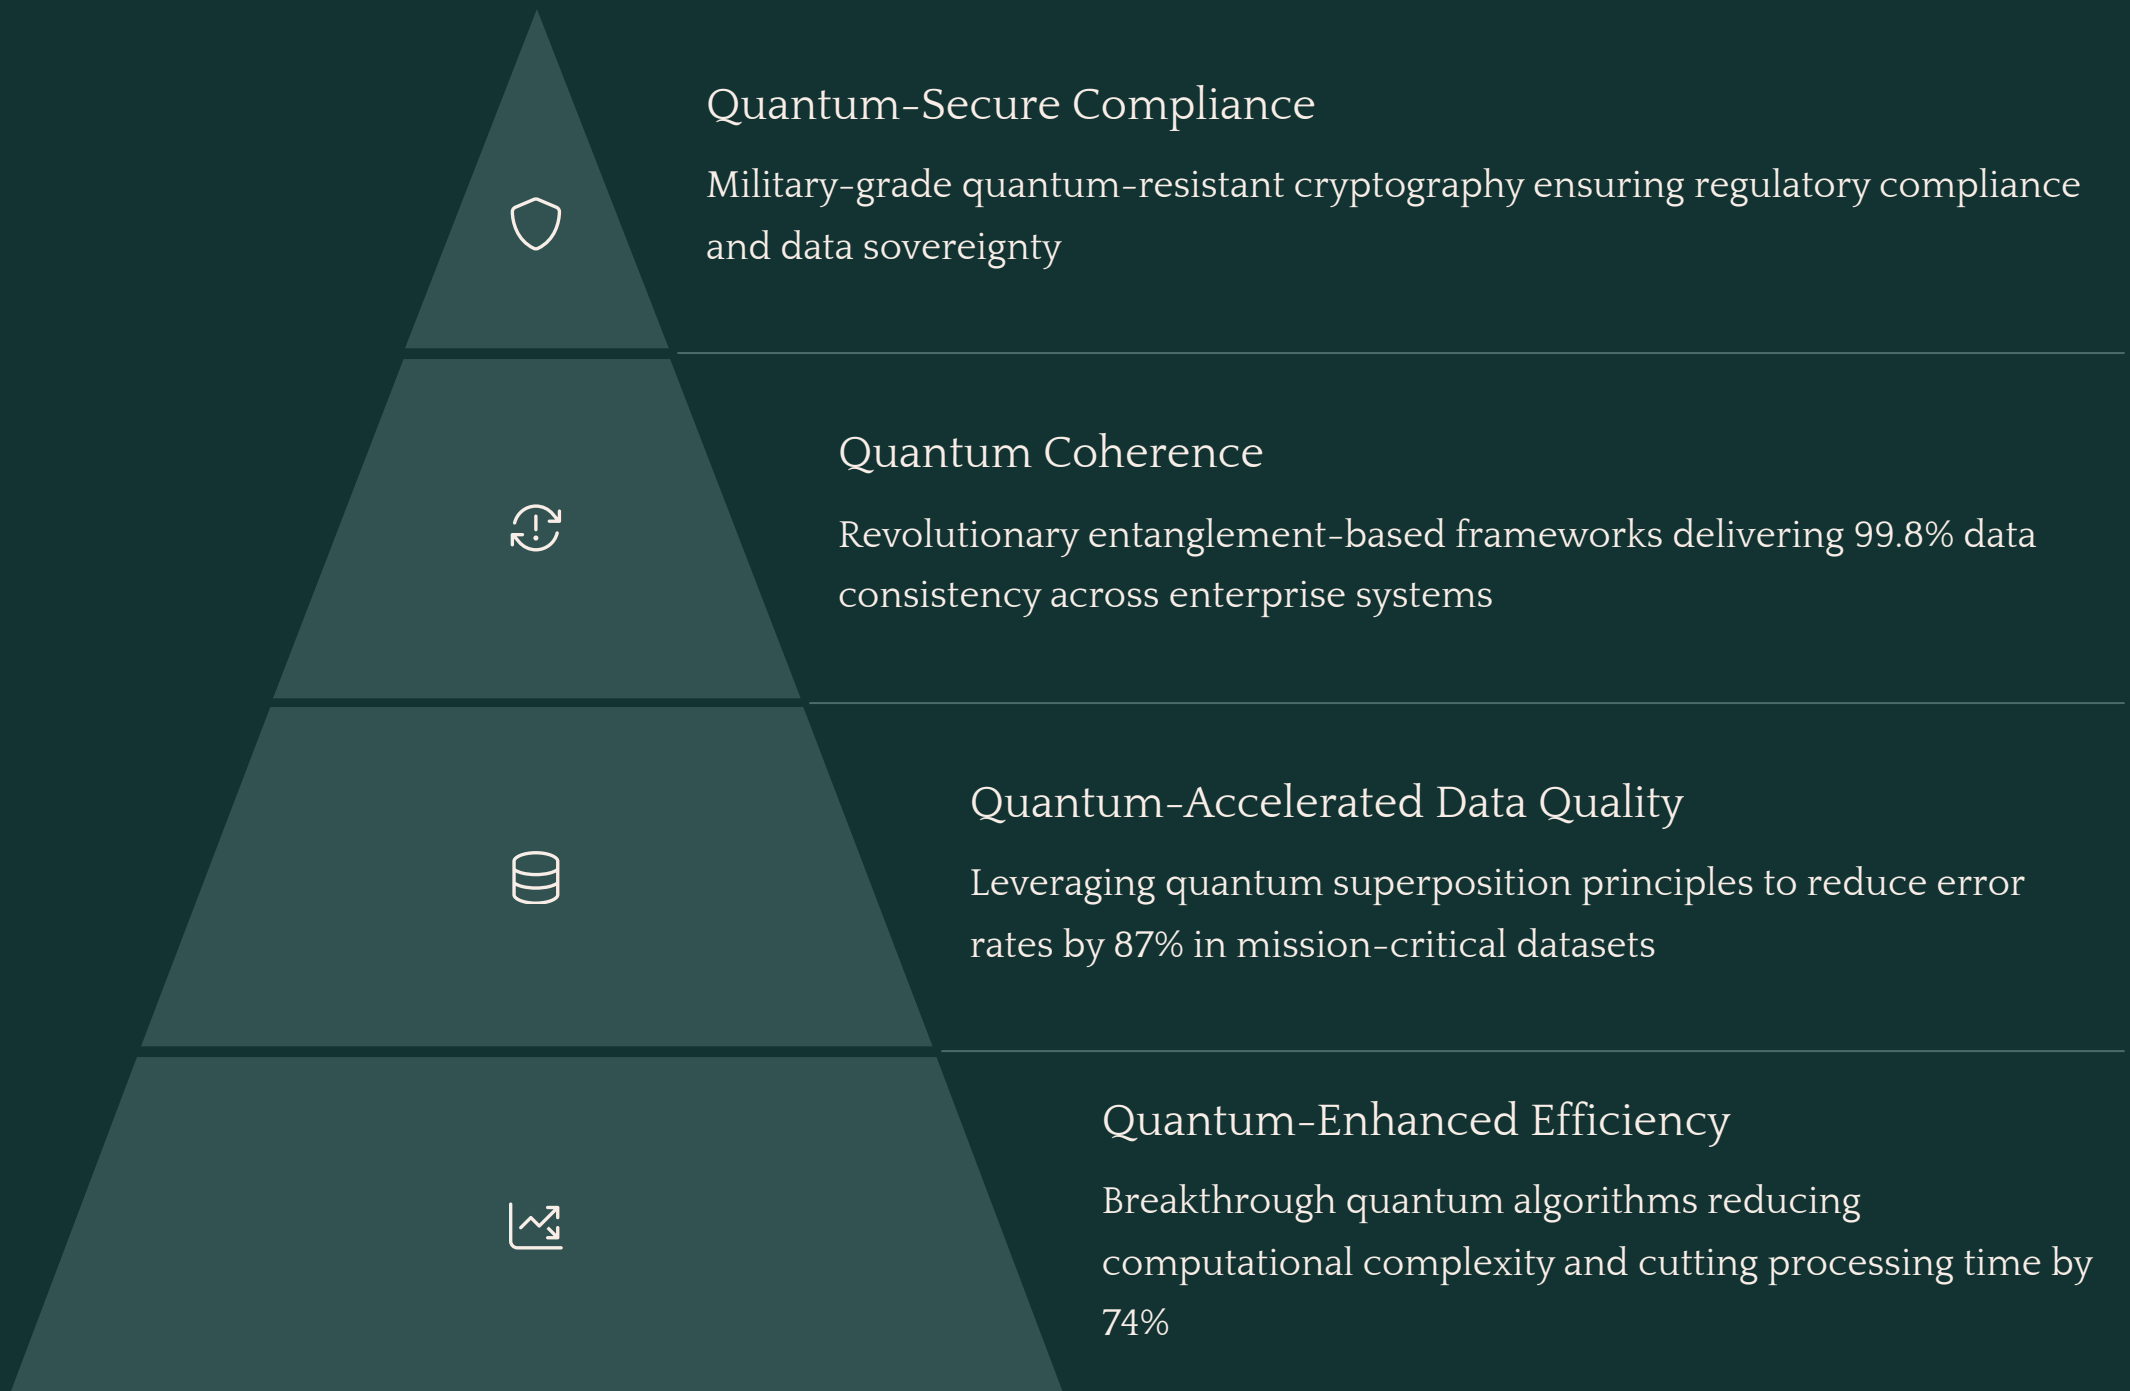 Quantum-Secure Compliance
Military-grade quantum-resistant cryptography ensuring regulatory compliance
and data sovereignty
Quantum Coherence
Revolutionary entanglement-based frameworks delivering 99.8% data
consistency across enterprise systems
Quantum-Accelerated Data Quality
Leveraging quantum superposition principles to reduce error
rates by 87% in mission-critical datasets
Quantum-Enhanced Efficiency
Breakthrough quantum algorithms reducing
computational complexity and cutting processing time by
74%